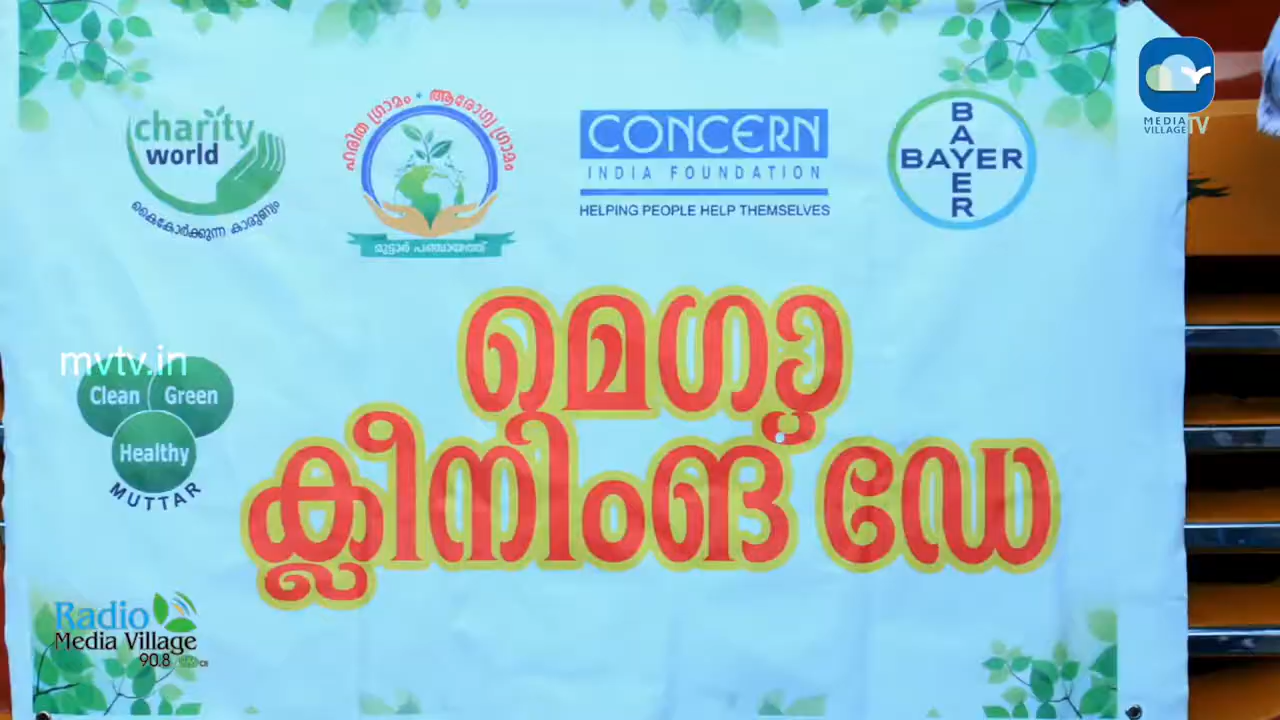 charity
world
കൈകോർക്കുന്ന കാരുണ്യം
ഹരിത ഗ്രാമം • ആരോഗ്യ ഗ്രാമം
മുട്ടാർ പഞ്ചായത്ത്
CONCERN
INDIA FOUNDATION
HELPING PEOPLE HELP THEMSELVES
BAYER
BAYER
MEDIA
VILLAGE TV
മെഗാ
ക്ലീനിംങ് ഡേ
mvtv.in
Clean Green
Healthy
MUTTAR
Radio
Media Village
90.8